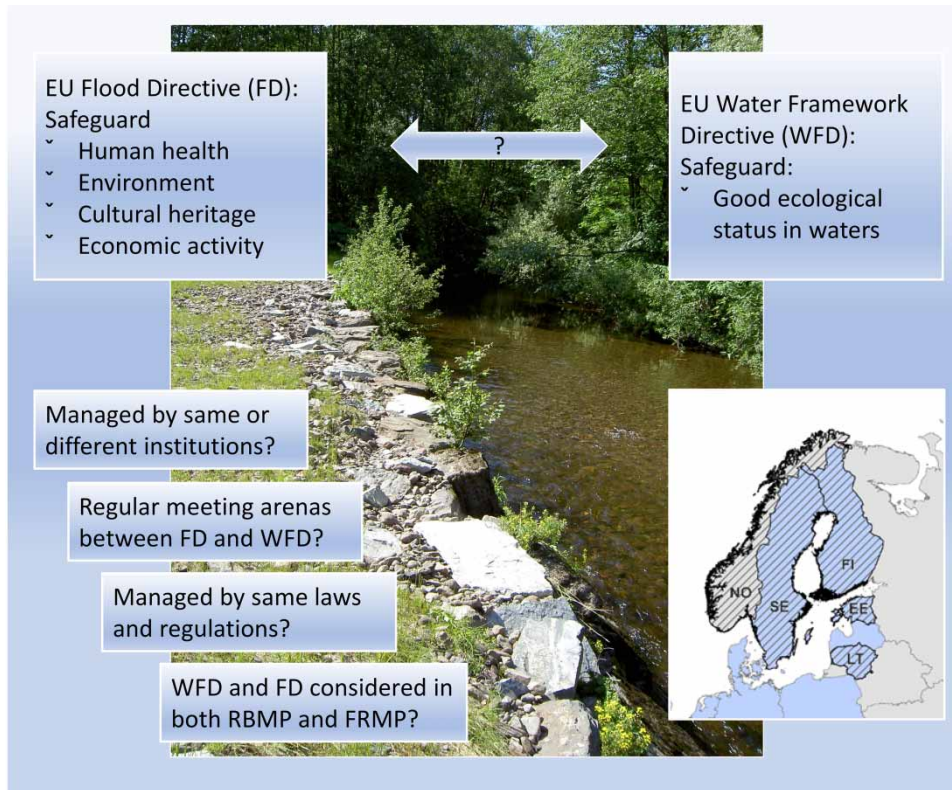 EU Flood Directive (FD):
Safeguard
ˇ Human health
ˇ Environment
ˇ Cultural heritage
ˇ Economic activity
?
EU Water Framework
Directive (WFD):
Safeguard:
ˇ Good ecological
status in waters
Managed by same or
different institutions?
Regular meeting arenas
between FD and WFD?
Managed by same laws
and regulations?
WFD and FD considered in
both RBMP and FRMP?
NO
SE
FI
EE
LT